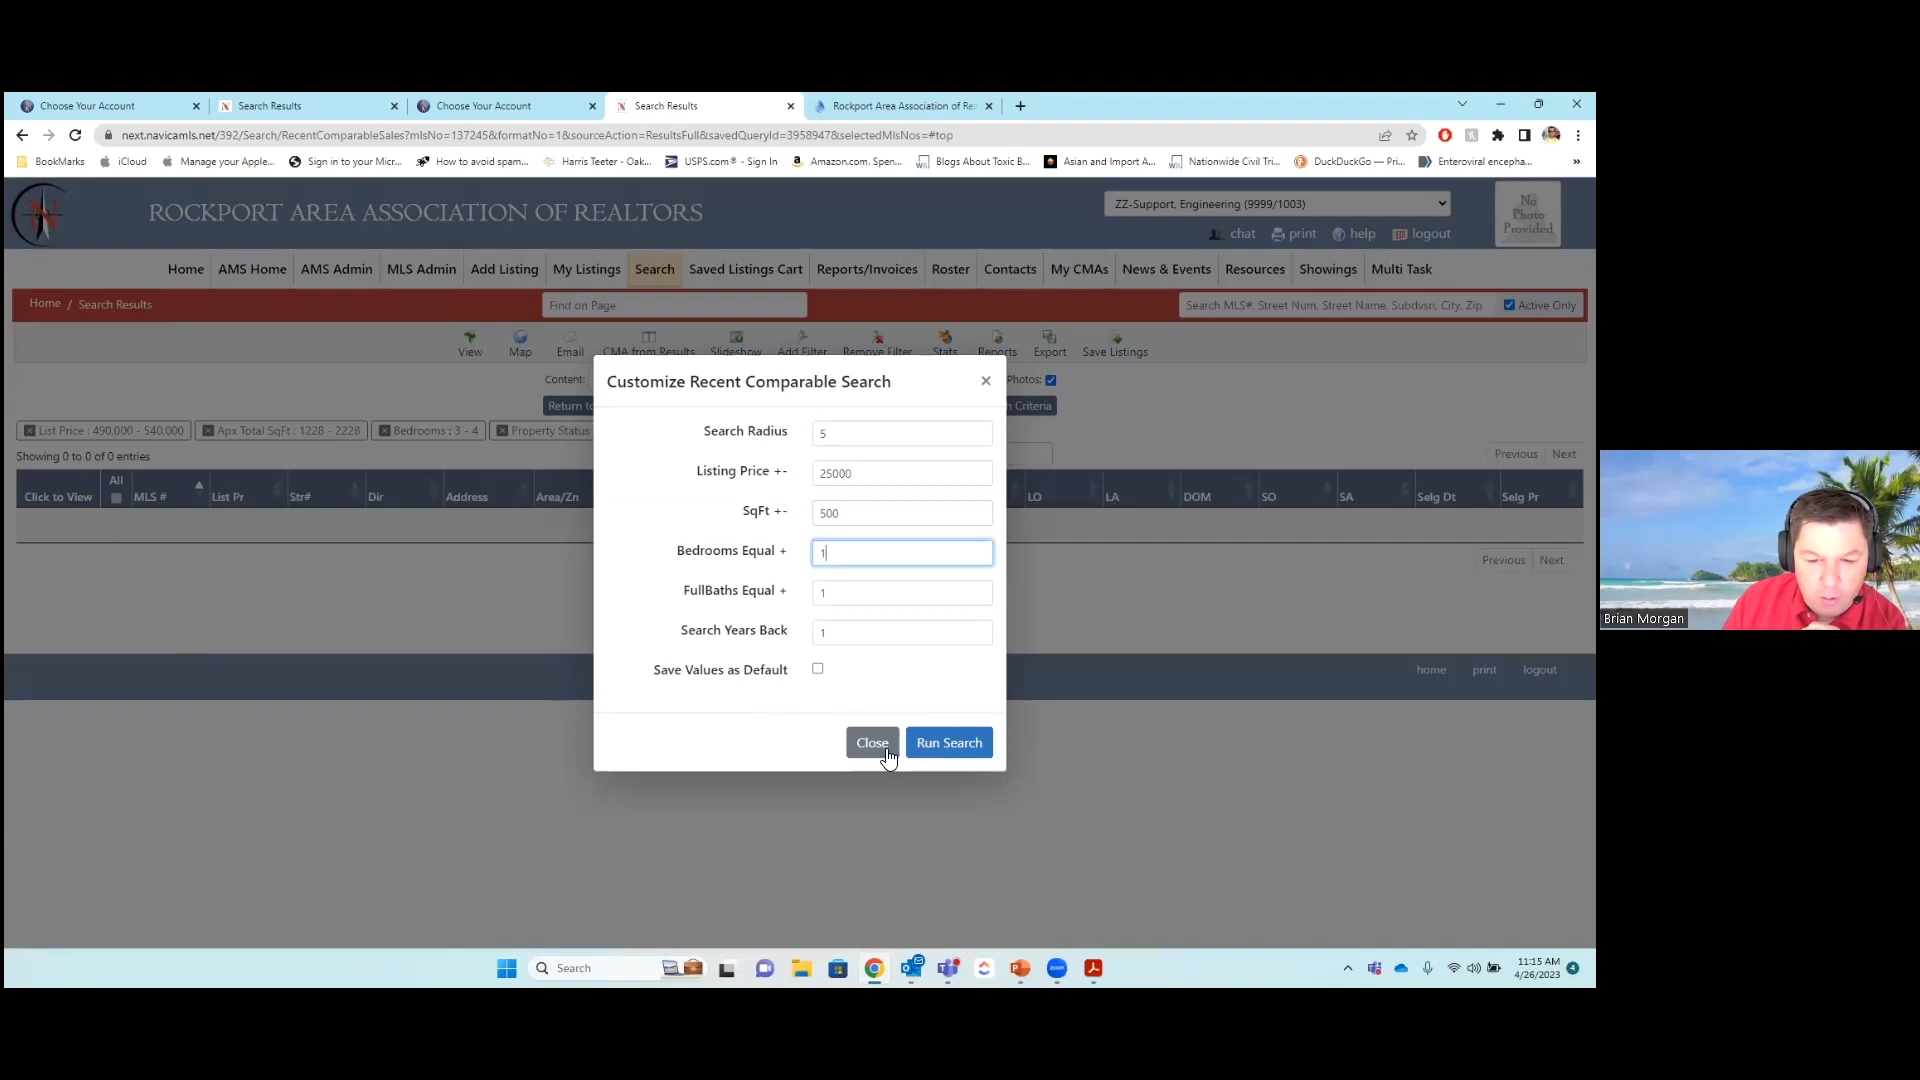 Choose Your Account
Search Results
Choose Your Account
Search Results
Rockport Area Association of Rea
next.navicamls.net/392/Search/RecentComparableSales?mlsNo=137245&formatNo=1&sourceAction=ResultsFull&savedQueryId=3958947&selectedMlsNos=#top
BookMarks
iCloud
Manage your Apple...
Sign in to your Micr...
How to avoid spam...
Harris Teeter - Oak...
USPS.com® - Sign In
Amazon.com. Spen...
Blogs About Toxic B...
Asian and Import A...
Nationwide Civil Tri...
DuckDuckGo — Pri...
Enteroviral encepha...
N
ROCKPORT AREA ASSOCIATION OF REALTORS
ZZ-Support, Engineering (9999/1003)
chat
print
help
logout
No
Photo
Provided
Home
AMS Home
AMS Admin
MLS Admin
Add Listing
My Listings
Search
Saved Listings Cart
Reports/Invoices
Roster
Contacts
My CMAs
News & Events
Resources
Showings
Multi Task
Home / Search Results
Find on Page
Search MLS#, Street Num, Street Name, Subdvsn, City, Zip
Active Only
View
Map
Email
CMA from Results
Slideshow
Add Filter
Remove Filter
Stats
Reports
Export
Save Listings
Content:
Photos:
Return to
n Criteria
List Price : 490,000 - 540,000
Apx Total SqFt : 1228 - 2228
Bedrooms : 3 - 4
Property Status
Showing 0 to 0 of 0 entries
Previous
Next
Click to View
All
MLS #
List Pr
Str#
Dir
Address
Area/Zn
LO
LA
DOM
SO
SA
Selg Dt
Selg Pr
Previous
Next
Customize Recent Comparable Search
Search Radius
5
Listing Price +-
25000
SqFt +-
500
Bedrooms Equal +
1
FullBaths Equal +
1
Search Years Back
1
Save Values as Default
Close
Run Search
home
print
logout
Brian Morgan
Search
zoom
11:15 AM
4/26/2023
4